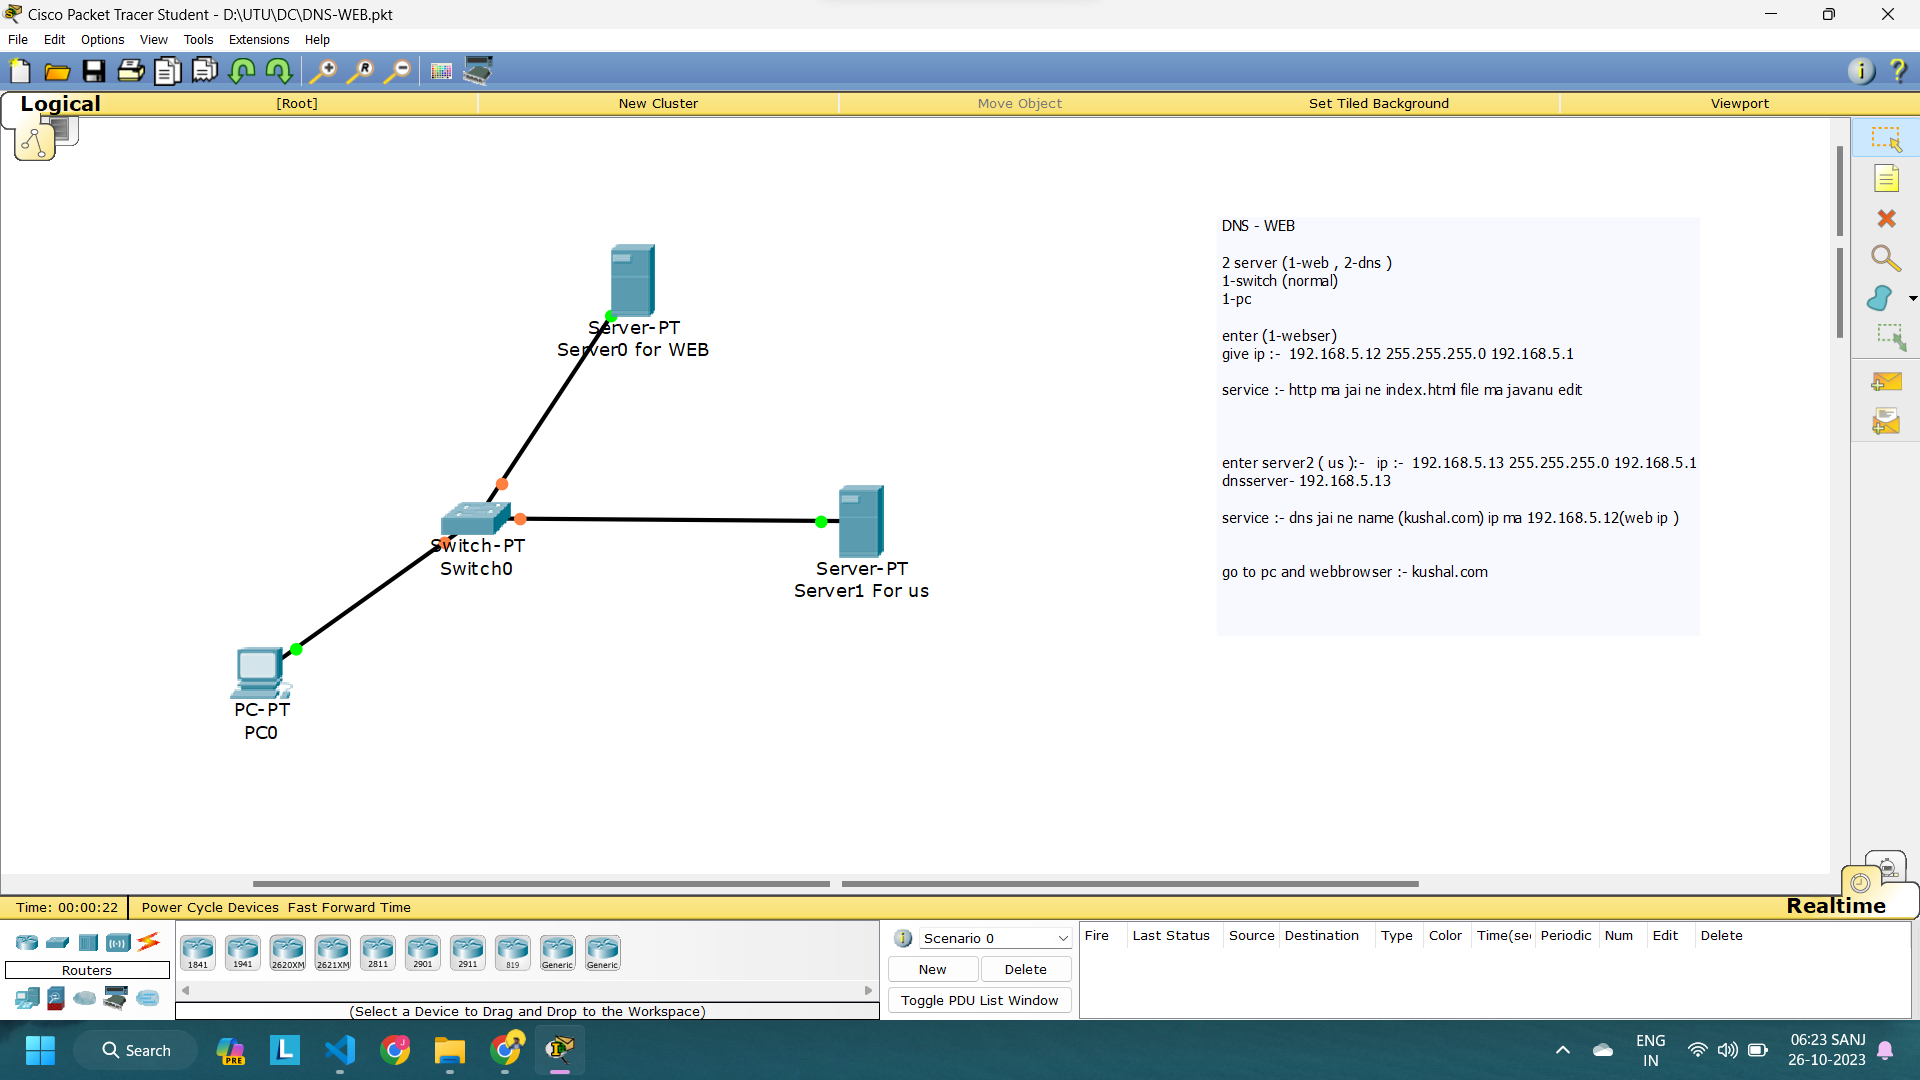 Cisco Packet Tracer Student - D:\UTU\DC\DNS-WEB.pkt
File Edit Options View Tools Extensions Help
Logical [Root] New Cluster Move Object Set Tiled Background Viewport
DNS - WEB
2 server (1-web , 2-dns )
1-switch (normal)
1-pc
enter (1-webser)
give ip :- 192.168.5.12 255.255.255.0 192.168.5.1
service :- http ma jai ne index.html file ma javanu edit
enter server2 ( us ):- ip :- 192.168.5.13 255.255.255.0 192.168.5.1
dnsserver- 192.168.5.13
service :- dns jai ne name (kushal.com) ip ma 192.168.5.12(web ip )
go to pc and webbrowser :- kushal.com
Server-PT
Server0 for WEB
Switch-PT
Switch0
Server-PT
Server1 For us
PC-PT
PC0
Time: 00:00:22 Power Cycle Devices Fast Forward Time
Realtime
Routers
1841 1941 2620XM 2621XM 2811 2901 2911 819 Generic Generic
(Select a Device to Drag and Drop to the Workspace)
Scenario 0
New Delete
Toggle PDU List Window
Fire Last Status Source Destination Type Color Time(sec Periodic Num Edit Delete
Search
PRE
ENG
IN
06:23 SANJ
26-10-2023